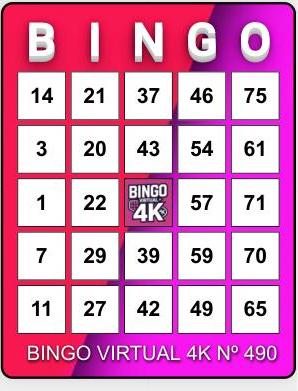 B I N G O
14 21 37 46 75
3 20 43 54 61
1 22 BINGO VIRTUAL 4K 57 71
7 29 39 59 70
11 27 42 49 65
BINGO VIRTUAL 4K Nº 490